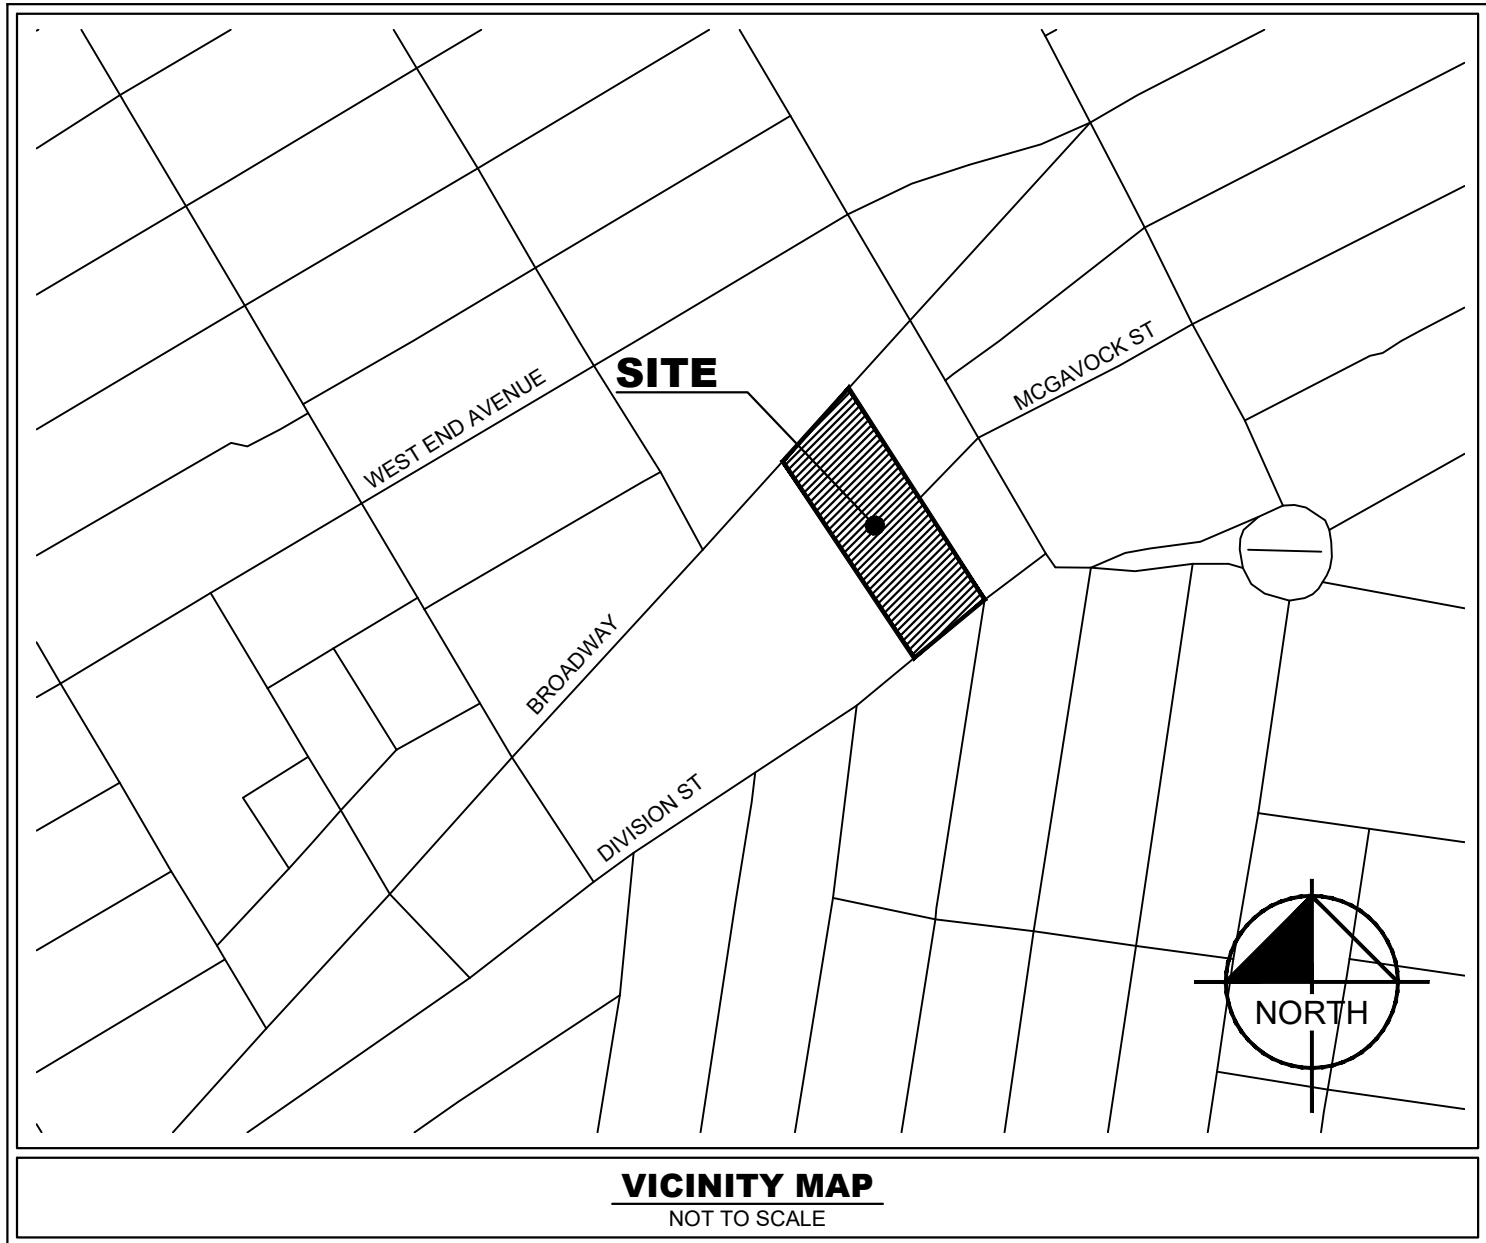 MCGAVOCK ST
SITE
WEST END AVENUE
BROADWAY
DIVISION ST
NORTH
VICINITY MAP
NOT TO SCALE